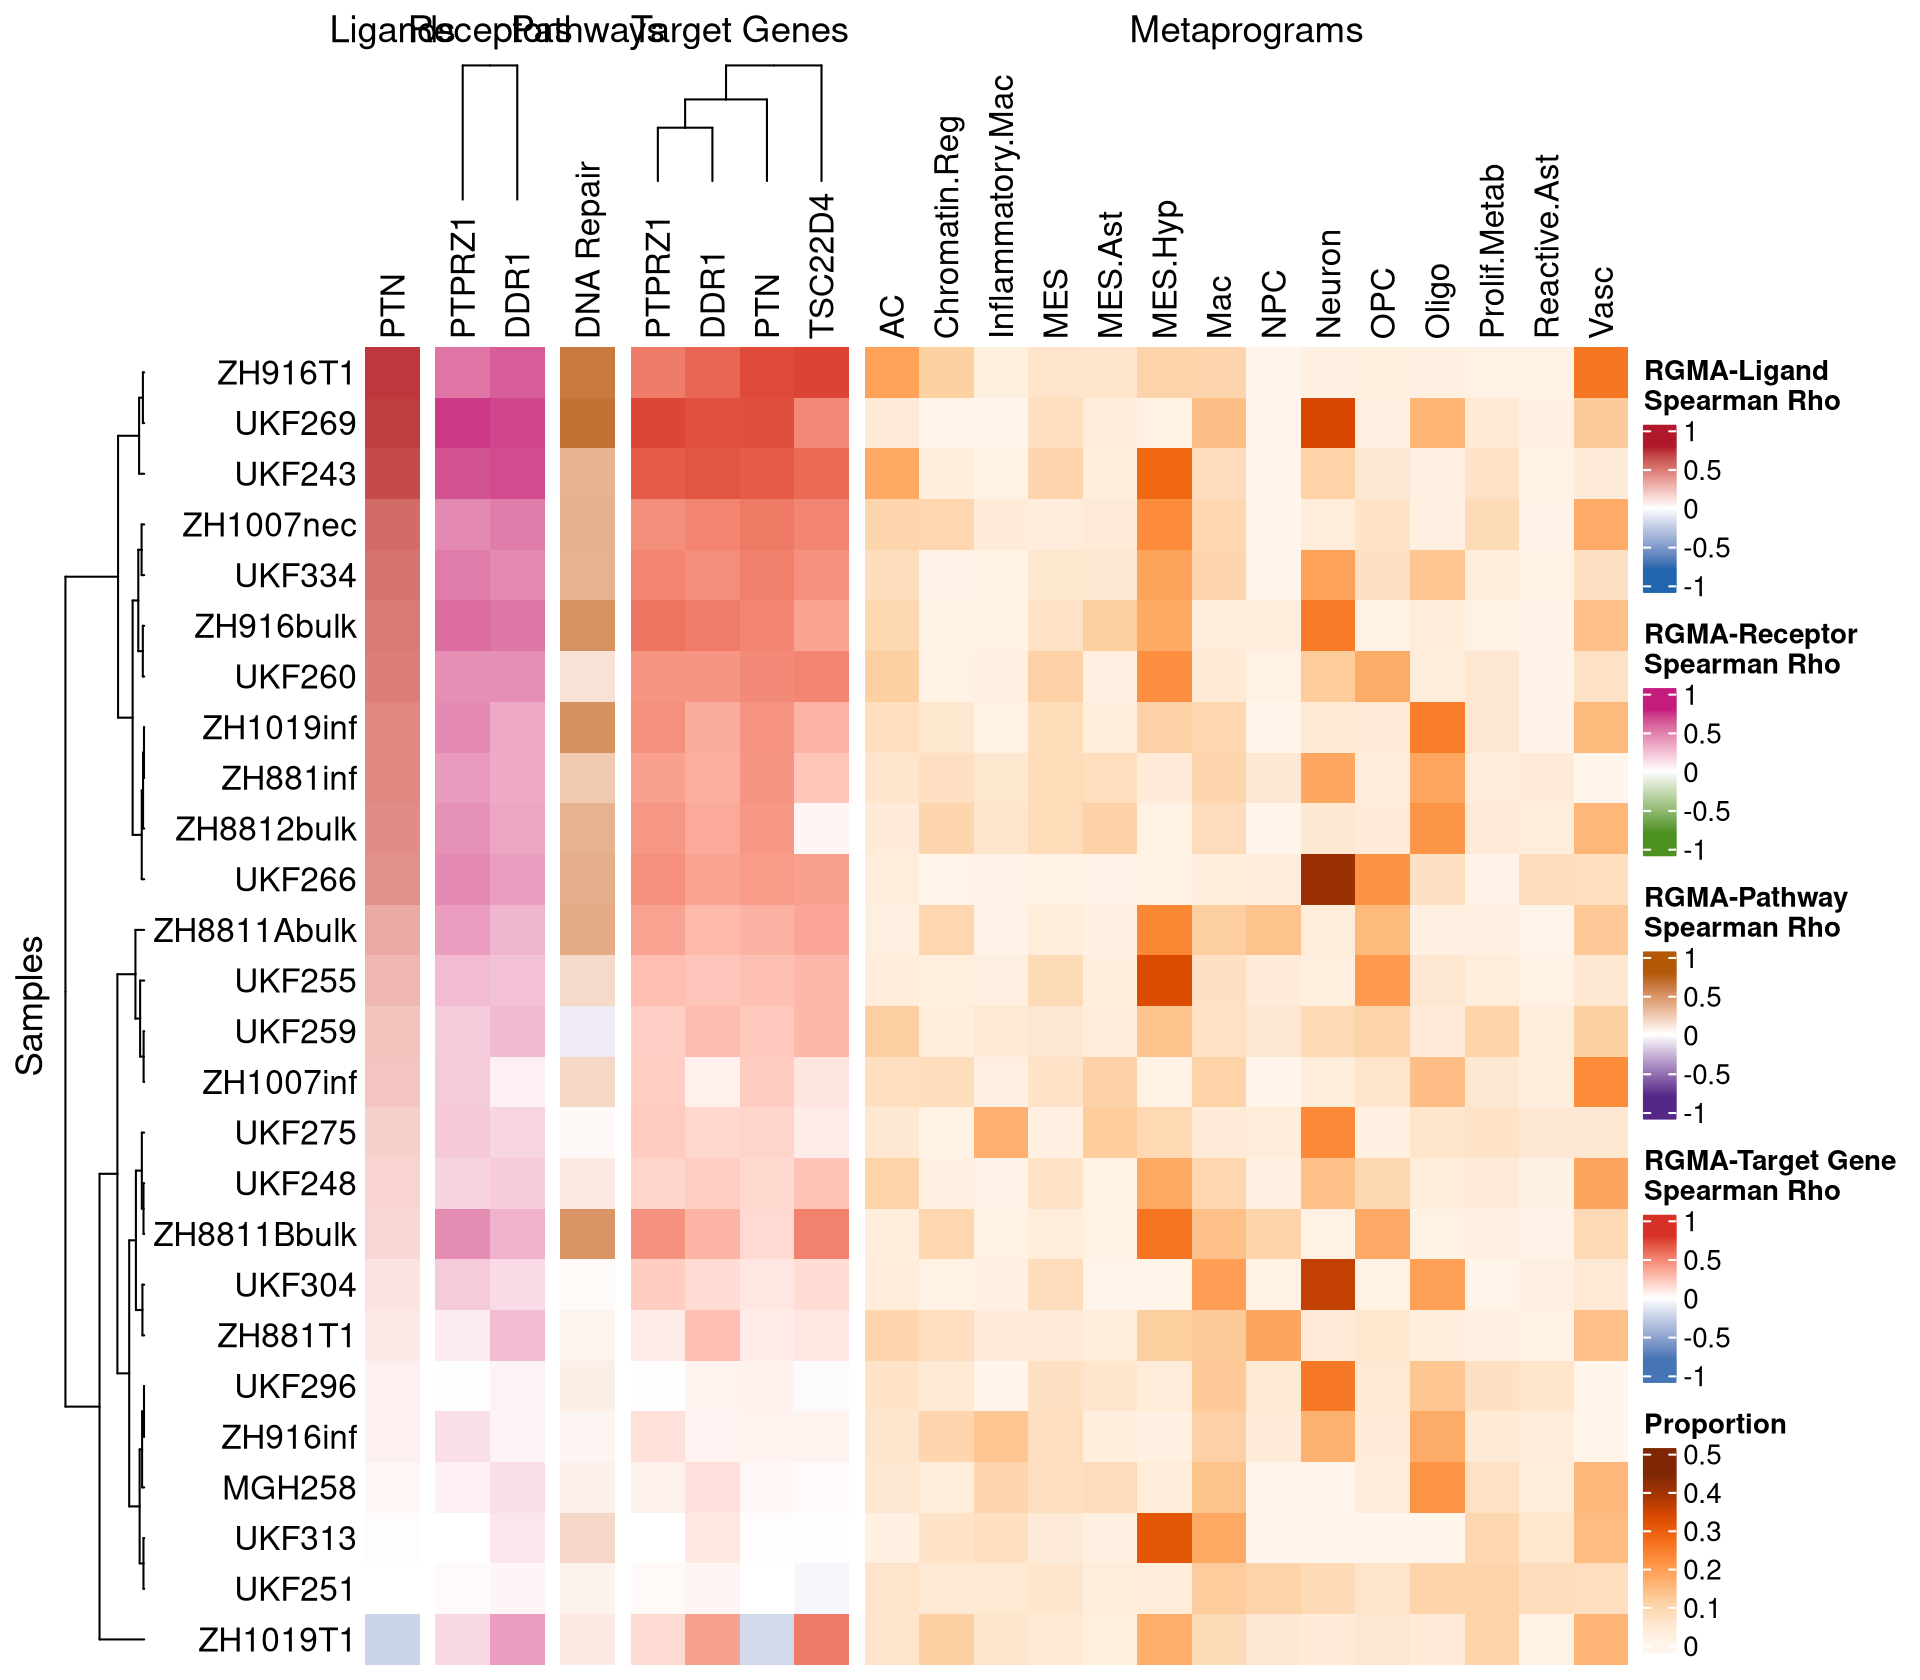 Ligands Receptors Pathways Target Genes Metaprograms
PTN PTPRZ1 DDR1 DNA Repair PTPRZ1 DDR1 PTN TSC22D4 AC Chromatin.Reg Inflammatory.Mac MES MES.Ast MES.Hyp Mac NPC Neuron OPC Oligo Prolif.Metab Reactive.Ast Vasc
Samples
ZH916T1
UKF269
UKF243
ZH1007nec
UKF334
ZH916bulk
UKF260
ZH1019inf
ZH881inf
ZH8812bulk
UKF266
ZH8811Abulk
UKF255
UKF259
ZH1007inf
UKF275
UKF248
ZH8811Bbulk
UKF304
ZH881T1
UKF296
ZH916inf
MGH258
UKF313
UKF251
ZH1019T1
RGMA-Ligand
Spearman Rho
1
0.5
0
-0.5
-1
RGMA-Receptor
Spearman Rho
1
0.5
0
-0.5
-1
RGMA-Pathway
Spearman Rho
1
0.5
0
-0.5
-1
RGMA-Target Gene
Spearman Rho
1
0.5
0
-0.5
-1
Proportion
0.5
0.4
0.3
0.2
0.1
0